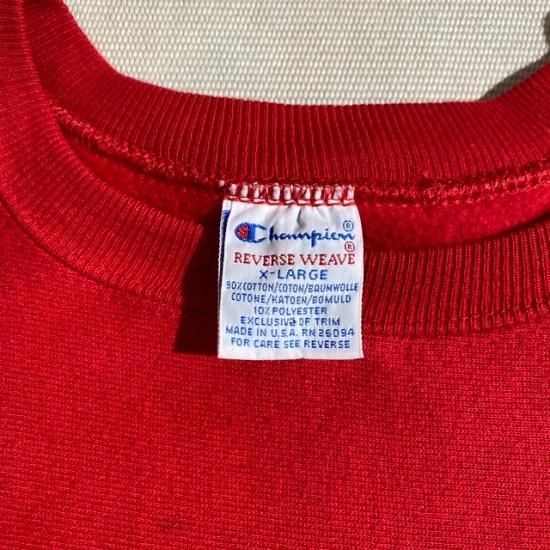 Champion®
REVERSE WEAVE®
X-LARGE
90% COTTON/COTON/BAUMWOLLE
COTONE/KATOEN/BOMULD
10% POLYESTER
EXCLUSIVE OF TRIM
MADE IN U.S.A. RN 26094
FOR CARE SEE REVERSE